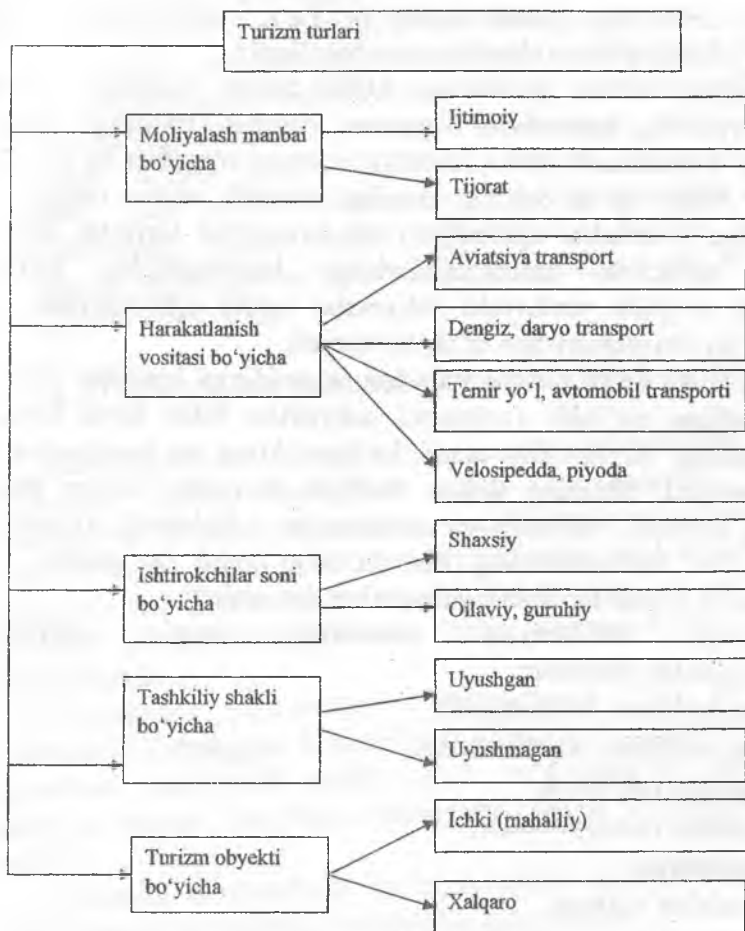 Turizm turlari
Moliyalash manbai
bo‘yicha
Ijtimoiy
Tijorat
Harakatlanish
vositasi bo‘yicha
Aviatsiya transport
Dengiz, daryo transport
Temir yo‘l, avtomobil transporti
Velosipedda, piyoda
Ishtirokchilar soni
bo‘yicha
Shaxsiy
Oilaviy, guruhiy
Tashkiliy shakli
bo‘yicha
Uyushgan
Uyushmagan
Turizm obyekti
bo‘yicha
Ichki (mahalliy)
Xalqaro